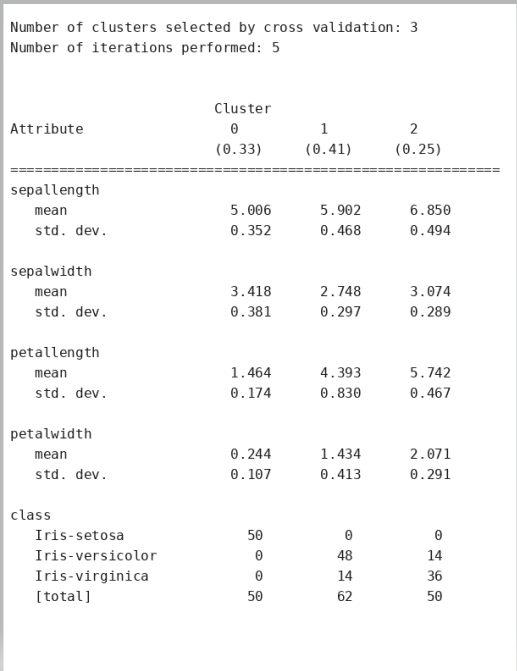 Number of clusters selected by cross validation: 3
Number of iterations performed: 5
Cluster
Attribute 0 1 2
(0.33) (0.41) (0.25)
============================================================
sepallength
mean 5.006 5.902 6.850
std. dev. 0.352 0.468 0.494
sepalwidth
mean 3.418 2.748 3.074
std. dev. 0.381 0.297 0.289
petallength
mean 1.464 4.393 5.742
std. dev. 0.174 0.830 0.467
petalwidth
mean 0.244 1.434 2.071
std. dev. 0.107 0.413 0.291
class
Iris-setosa 50 0 0
Iris-versicolor 0 48 14
Iris-virginica 0 14 36
[total] 50 62 50